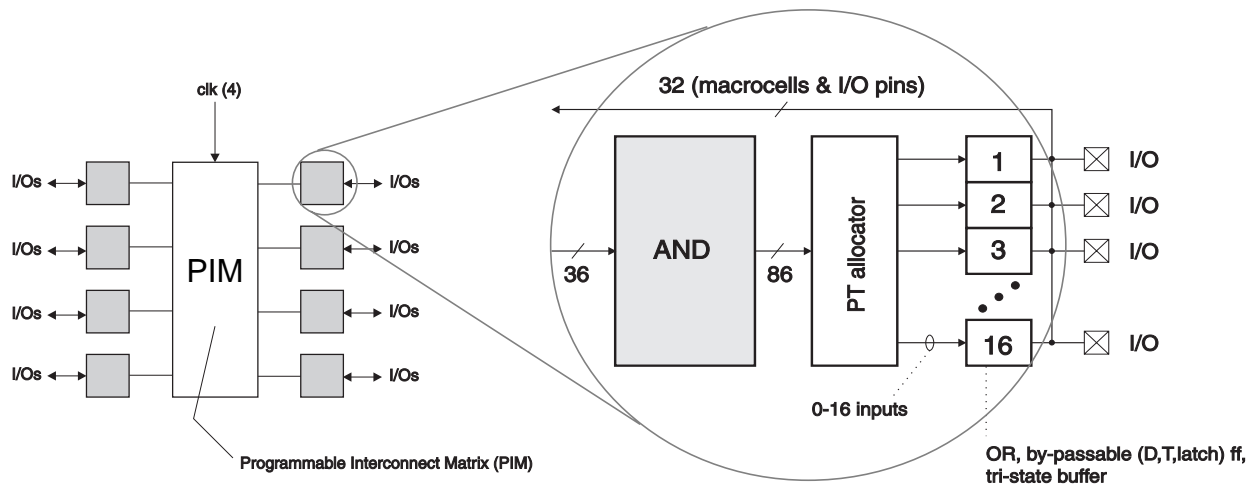 clk (4)
I/Os
I/Os
I/Os
I/Os
PIM
I/Os
I/Os
I/Os
I/Os
Programmable Interconnect Matrix (PIM)
32 (macrocells & I/O pins)
36
AND
86
PT allocator
1
2
3
16
I/O
I/O
I/O
I/O
0-16 inputs
OR, by-passable (D,T,latch) ff,
tri-state buffer